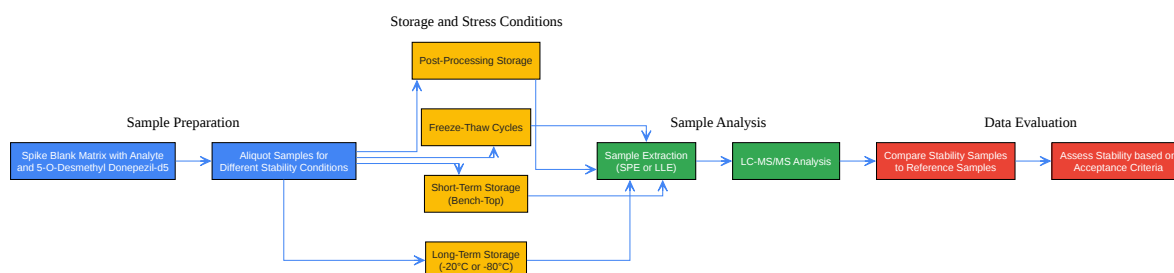 Storage and Stress Conditions
Post-Processing Storage
Sample Preparation
Freeze-Thaw Cycles
Sample Analysis
Data Evaluation
Spike Blank Matrix with Analyte
and 5-O-Desmethyl Donepezil-d5
Aliquot Samples for
Different Stability Conditions
Sample Extraction
(SPE or LLE)
LC-MS/MS Analysis
Compare Stability Samples
to Reference Samples
Assess Stability based on
Acceptance Criteria
Short-Term Storage
(Bench-Top)
Long-Term Storage
(-20°C or -80°C)